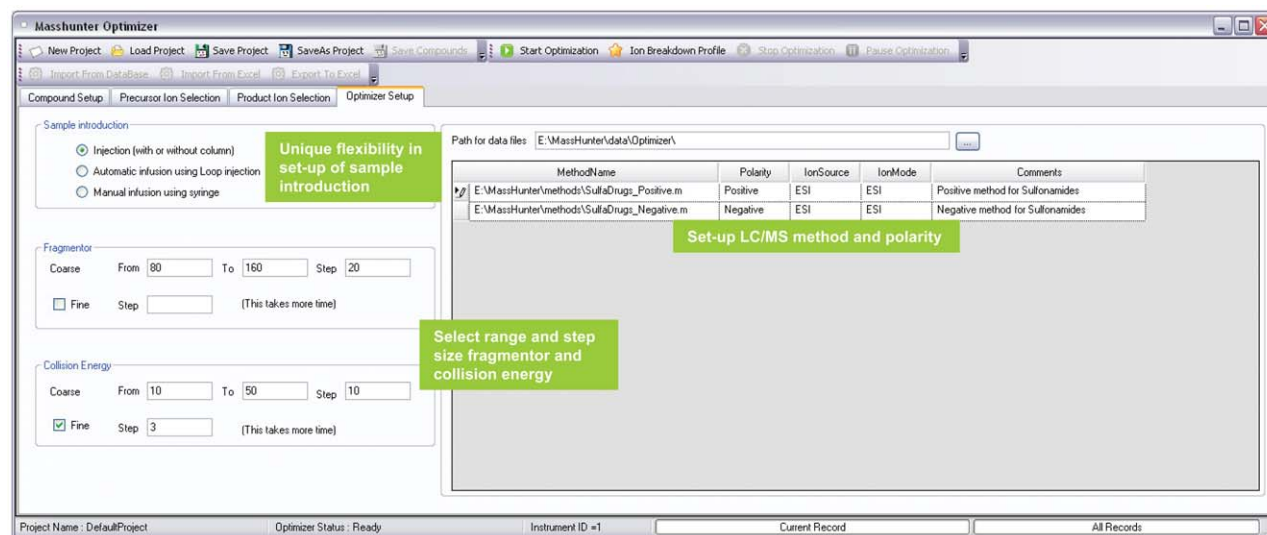 Masshunter Optimizer
New Project Load Project Save Project SaveAs Project Save Compounds Start Optimization Ion Breakdown Profile Stop Optimization Pause Optimization
Import From DataBase Import From Excel Export To Excel
Compound Setup Precursor Ion Selection Product Ion Selection Optimizer Setup
Sample introduction
Injection (with or without column)
Automatic infusion using Loop injection
Manual infusion using syringe
Unique flexibility in
set-up of sample
introduction
Fragmentor
Coarse From 80 To 160 Step 20
Fine Step (This takes more time)
Select range and step
size fragmentor and
collision energy
Collision Energy
Coarse From 10 To 50 Step 10
Fine Step 3 (This takes more time)
Path for data files E:\MassHunter\data\Optimizer\ ...
MethodName Polarity IonSource IonMode Comments
E:\MassHunter\methods\SulfaDrugs_Positive.m Positive ESI ESI Positive method for Sulfonamides
E:\MassHunter\methods\SulfaDrugs_Negative.m Negative ESI ESI Negative method for Sulfonamides
Set-up LC/MS method and polarity
Project Name : DefaultProject Optimizer Status : Ready Instrument ID =1 Current Record All Records